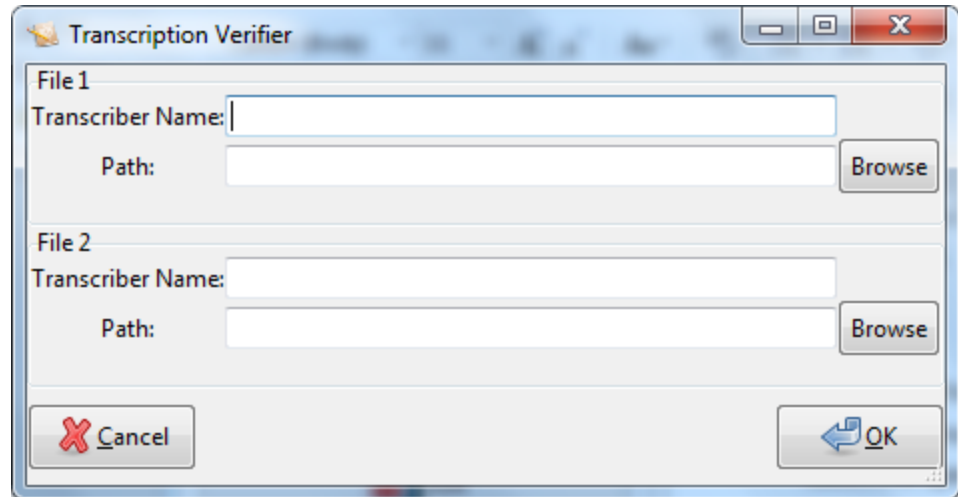 Transcription Verifier
File 1
Transcriber Name:
Path: Browse
File 2
Transcriber Name:
Path: Browse
Cancel OK